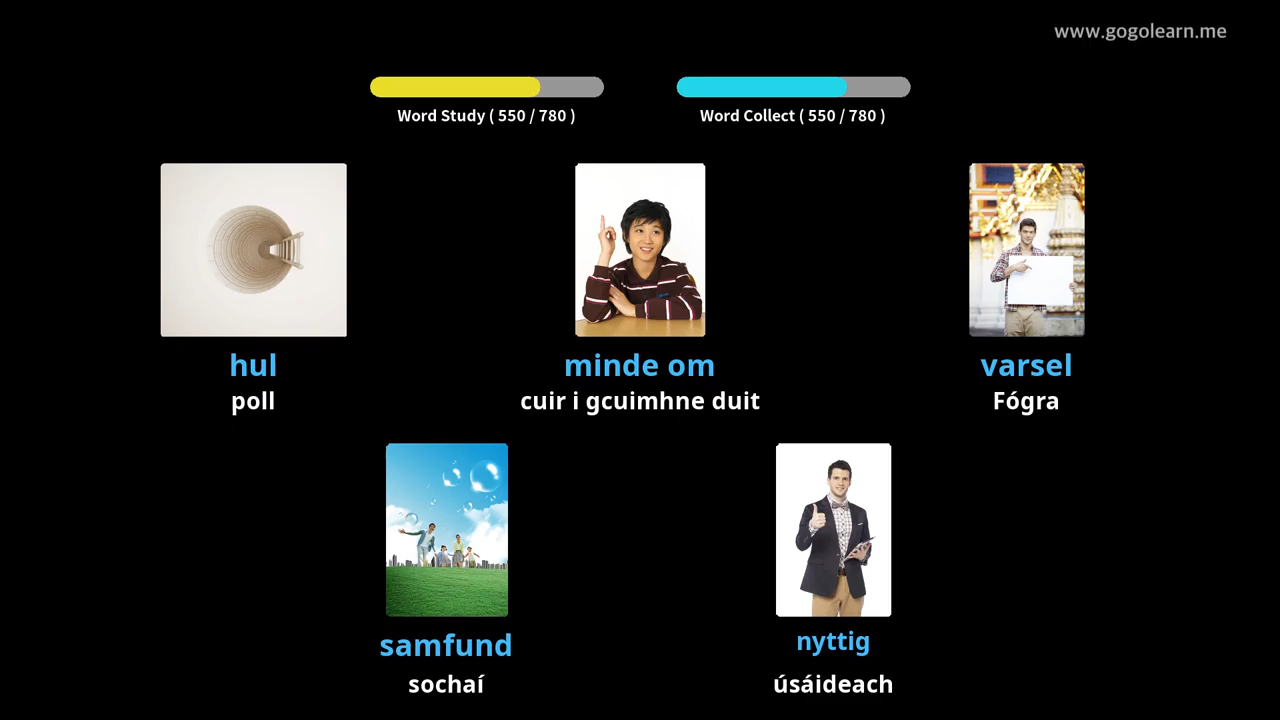 www.gogolearn.me
Word Study ( 550 / 780 )
Word Collect ( 550 / 780 )
hul
poll
minde om
cuir i gcuimhne duit
varsel
Fógra
samfund
sochaí
nyttig
úsáideach